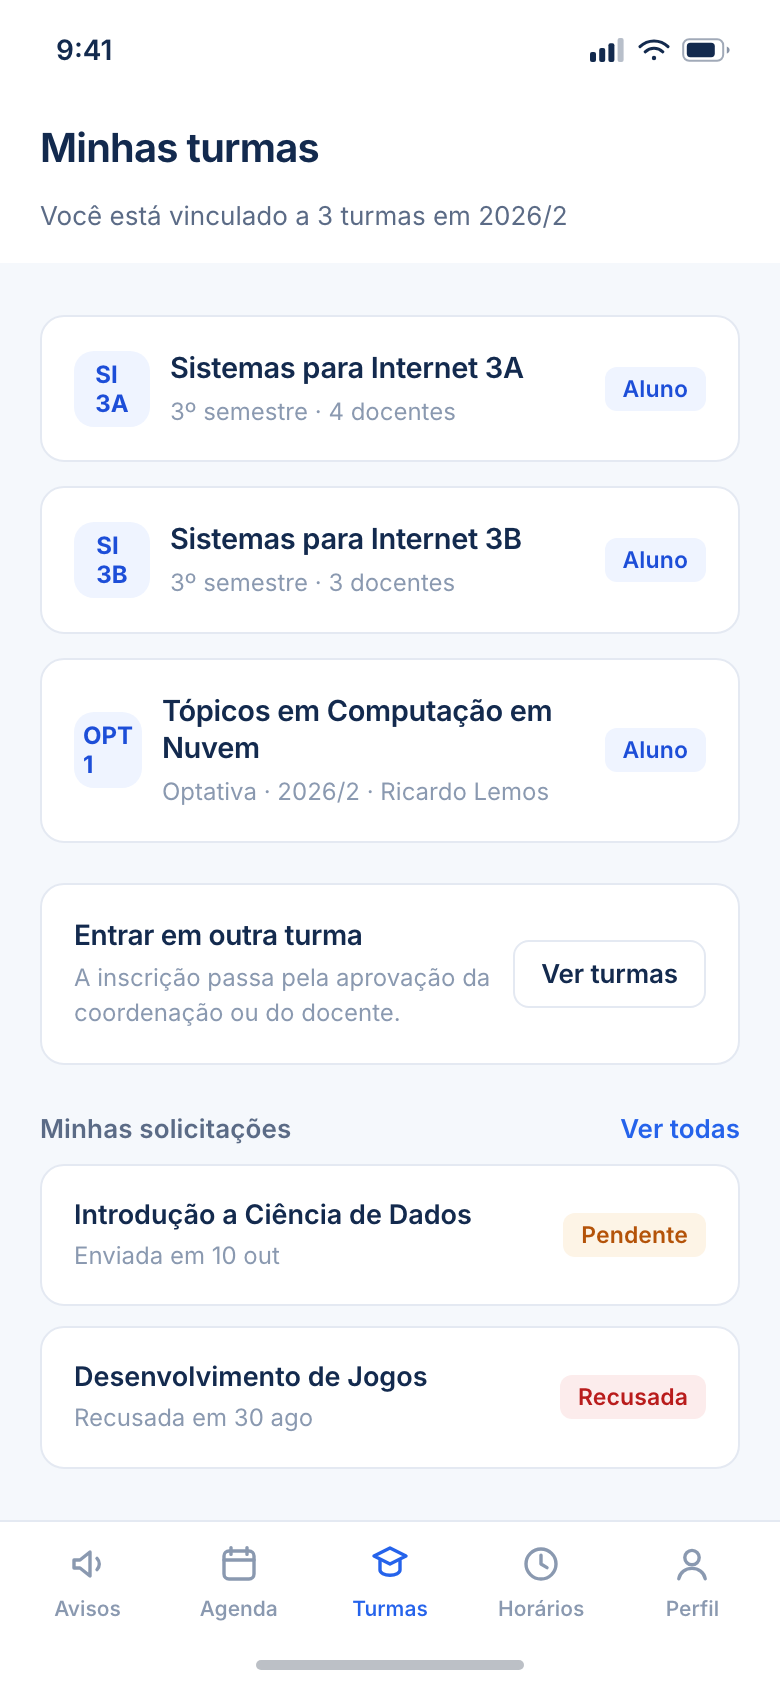 9:41
Minhas turmas
Você está vinculado a 3 turmas em 2026/2
SI
3A
Sistemas para Internet 3A
3º semestre · 4 docentes
Aluno
SI
3B
Sistemas para Internet 3B
3º semestre · 3 docentes
Aluno
OPT
1
Tópicos em Computação em
Nuvem
Optativa · 2026/2 · Ricardo Lemos
Aluno
Entrar em outra turma
A inscrição passa pela aprovação da
coordenação ou do docente.
Ver turmas
Minhas solicitações
Ver todas
Introdução a Ciência de Dados
Enviada em 10 out
Pendente
Desenvolvimento de Jogos
Recusada em 30 ago
Recusada
Avisos
Agenda
Turmas
Horários
Perfil